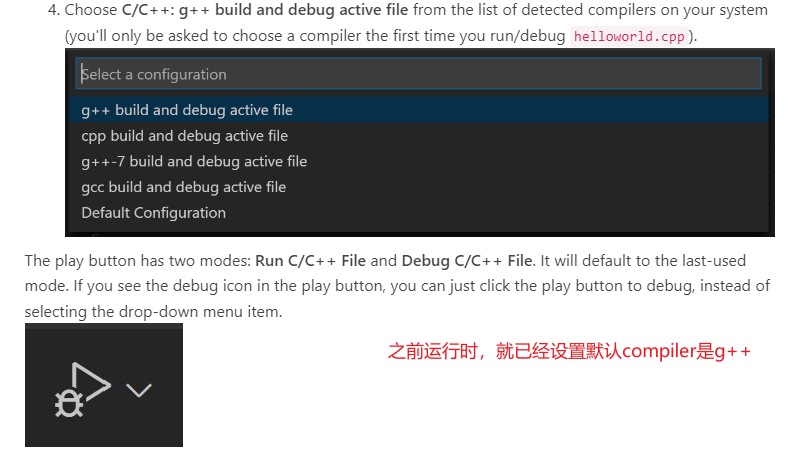 4. Choose C/C++: g++ build and debug active file from the list of detected compilers on your system
(you'll only be asked to choose a compiler the first time you run/debug helloworld.cpp).
Select a configuration
g++ build and debug active file
cpp build and debug active file
g++-7 build and debug active file
gcc build and debug active file
Default Configuration
The play button has two modes: Run C/C++ File and Debug C/C++ File. It will default to the last-used
mode. If you see the debug icon in the play button, you can just click the play button to debug, instead of
selecting the drop-down menu item.
之前运行时，就已经设置默认compiler是g++